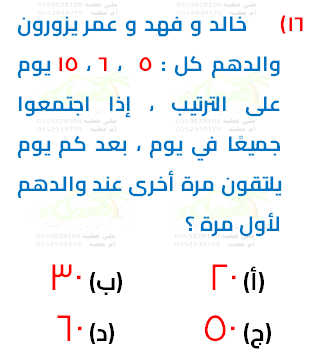 ١٦) خالد و فهد و عمر يزورون
والدهم كل : ٥ ، ٦ ، ١٥ يوم
على الترتيب ، إذا اجتمعوا
جميعًا في يوم ، بعد كم يوم
يلتقون مرة أخرى عند والدهم
لأول مرة ؟
(أ) ٢٠ (ب) ٣٠
(ج) ٥٠ (د) ٦٠